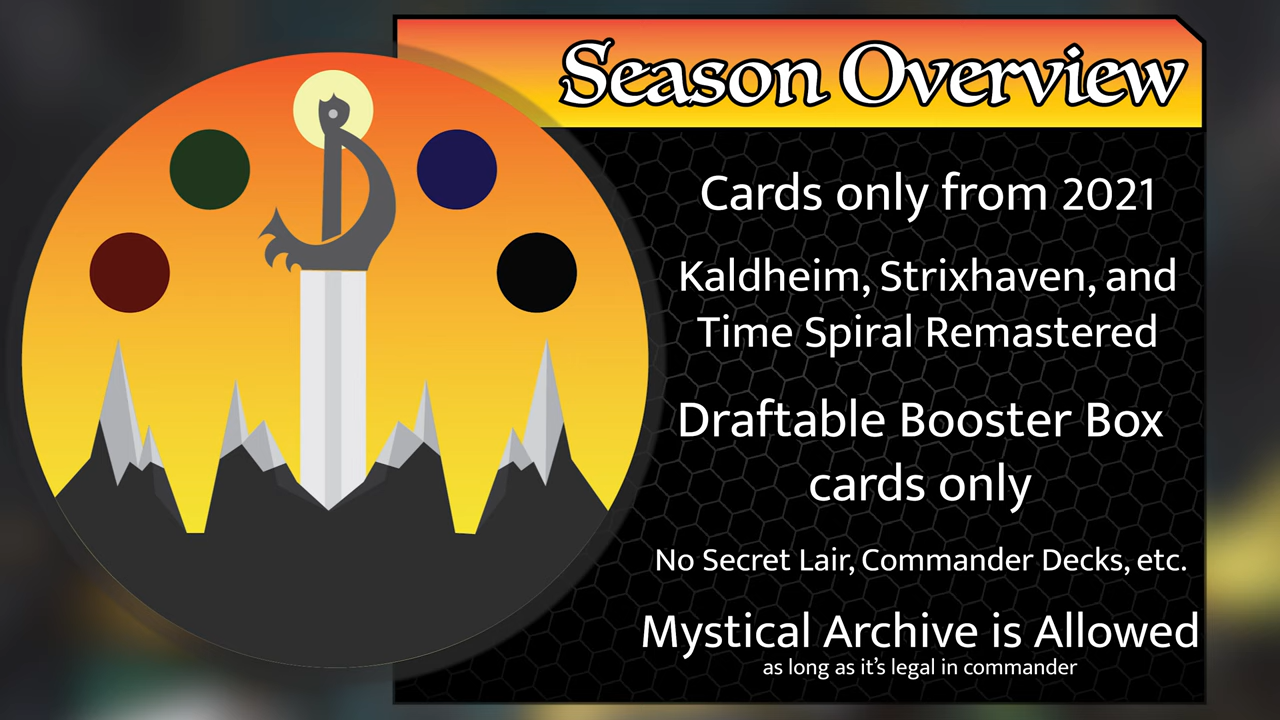 Season Overview
Cards only from 2021
Kaldheim, Strixhaven, and
Time Spiral Remastered
Draftable Booster Box
cards only
No Secret Lair, Commander Decks, etc.
Mystical Archive is Allowed
as long as it's legal in commander